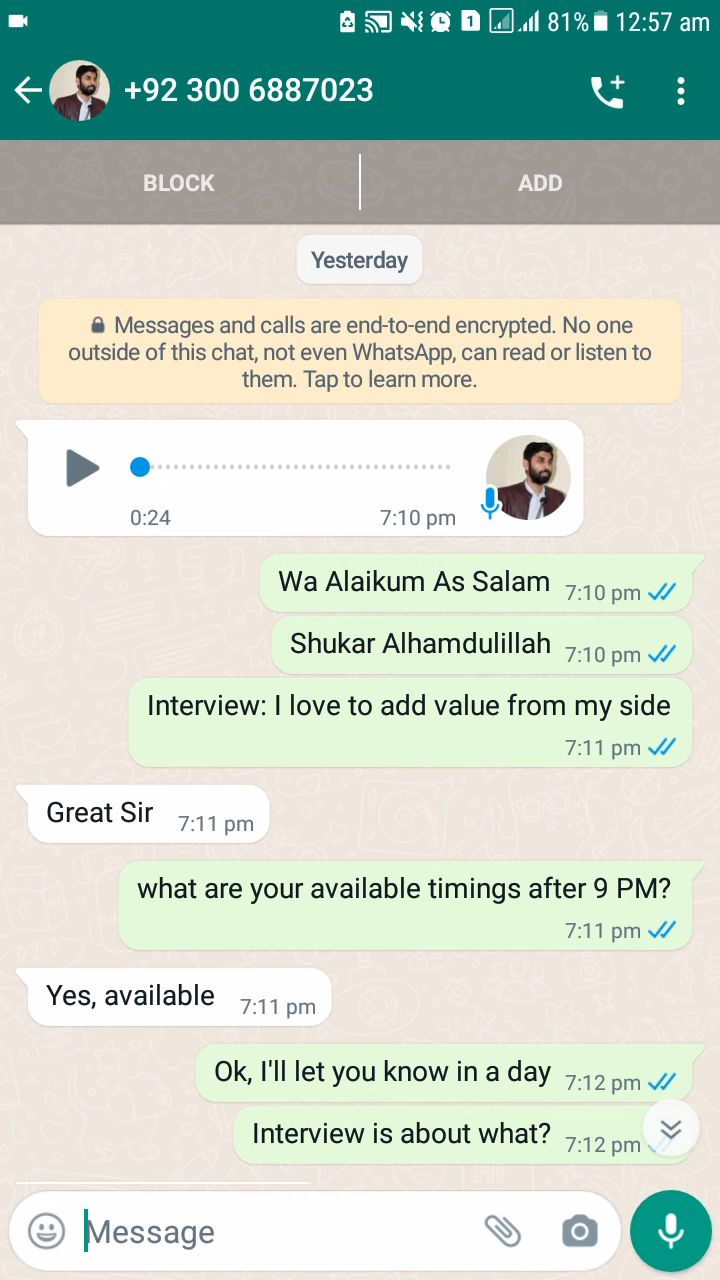 1 81% 12:57 am
+92 300 6887023
BLOCK ADD
Yesterday
Messages and calls are end-to-end encrypted. No one
outside of this chat, not even WhatsApp, can read or listen to
them. Tap to learn more.
0:24 7:10 pm
Wa Alaikum As Salam 7:10 pm
Shukar Alhamdulillah 7:10 pm
Interview: I love to add value from my side
7:11 pm
Great Sir 7:11 pm
what are your available timings after 9 PM?
7:11 pm
Yes, available 7:11 pm
Ok, I'll let you know in a day 7:12 pm
Interview is about what? 7:12 pm
Message